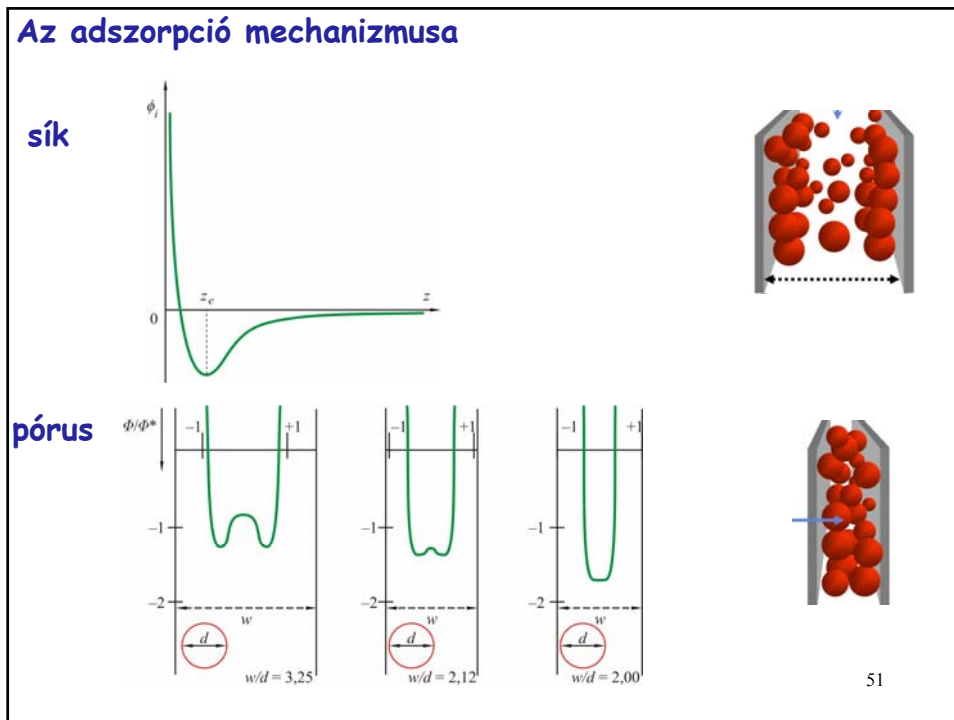 Az adszorpció mechanizmusa
ϕi
sík
ze
z
0
pórus
Φ/Φ*
–1
+1
–1
–2
w
d
w/d = 3,25
–1
+1
–1
–2
w
d
w/d = 2,12
–1
+1
–1
–2
w
d
w/d = 2,00
51